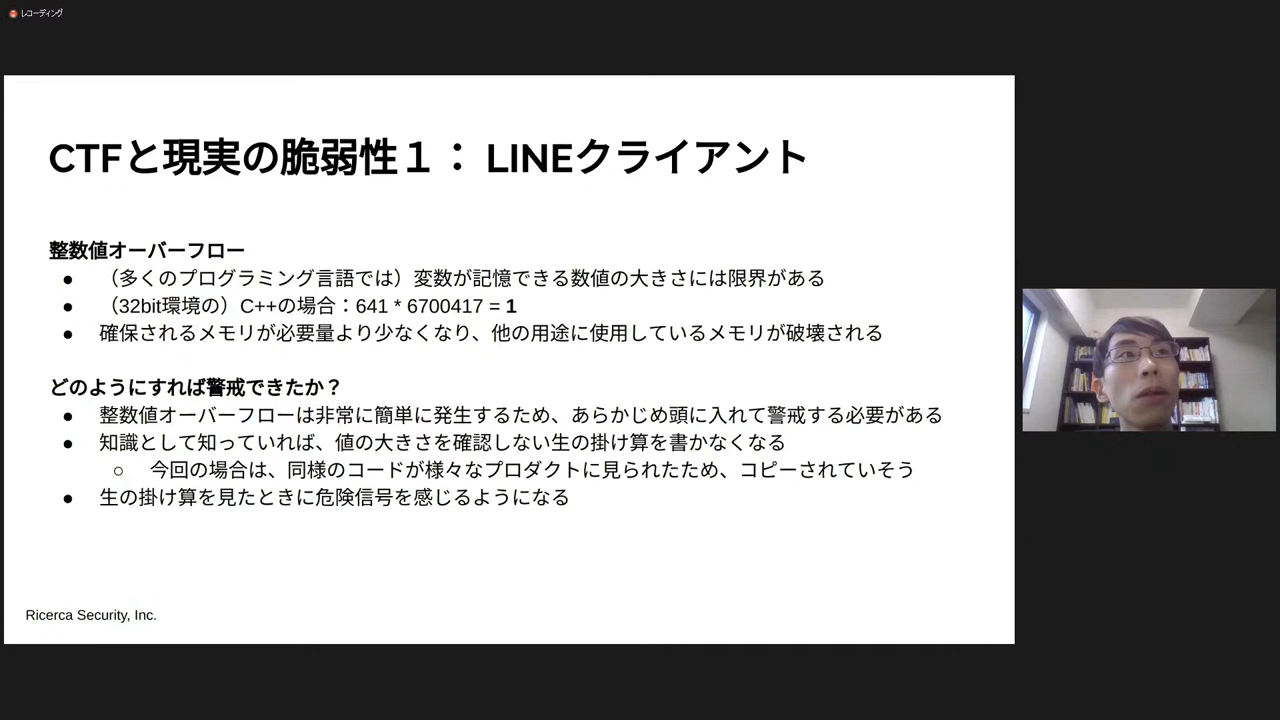 レコーディング
CTFと現実の脆弱性１： LINEクライアント
整数値オーバーフロー
● （多くのプログラミング言語では）変数が記憶できる数値の大きさには限界がある
● （32bit環境の）C++の場合：641 * 6700417 = 1
● 確保されるメモリが必要量より少なくなり、他の用途に使用しているメモリが破壊される
どのようにすれば警戒できたか？
● 整数値オーバーフローは非常に簡単に発生するため、あらかじめ頭に入れて警戒する必要がある
● 知識として知っていれば、値の大きさを確認しない生の掛け算を書かなくなる
○ 今回の場合は、同様のコードが様々なプロダクトに見られたため、コピーされていそう
● 生の掛け算を見たときに危険信号を感じるようになる
Ricerca Security, Inc.